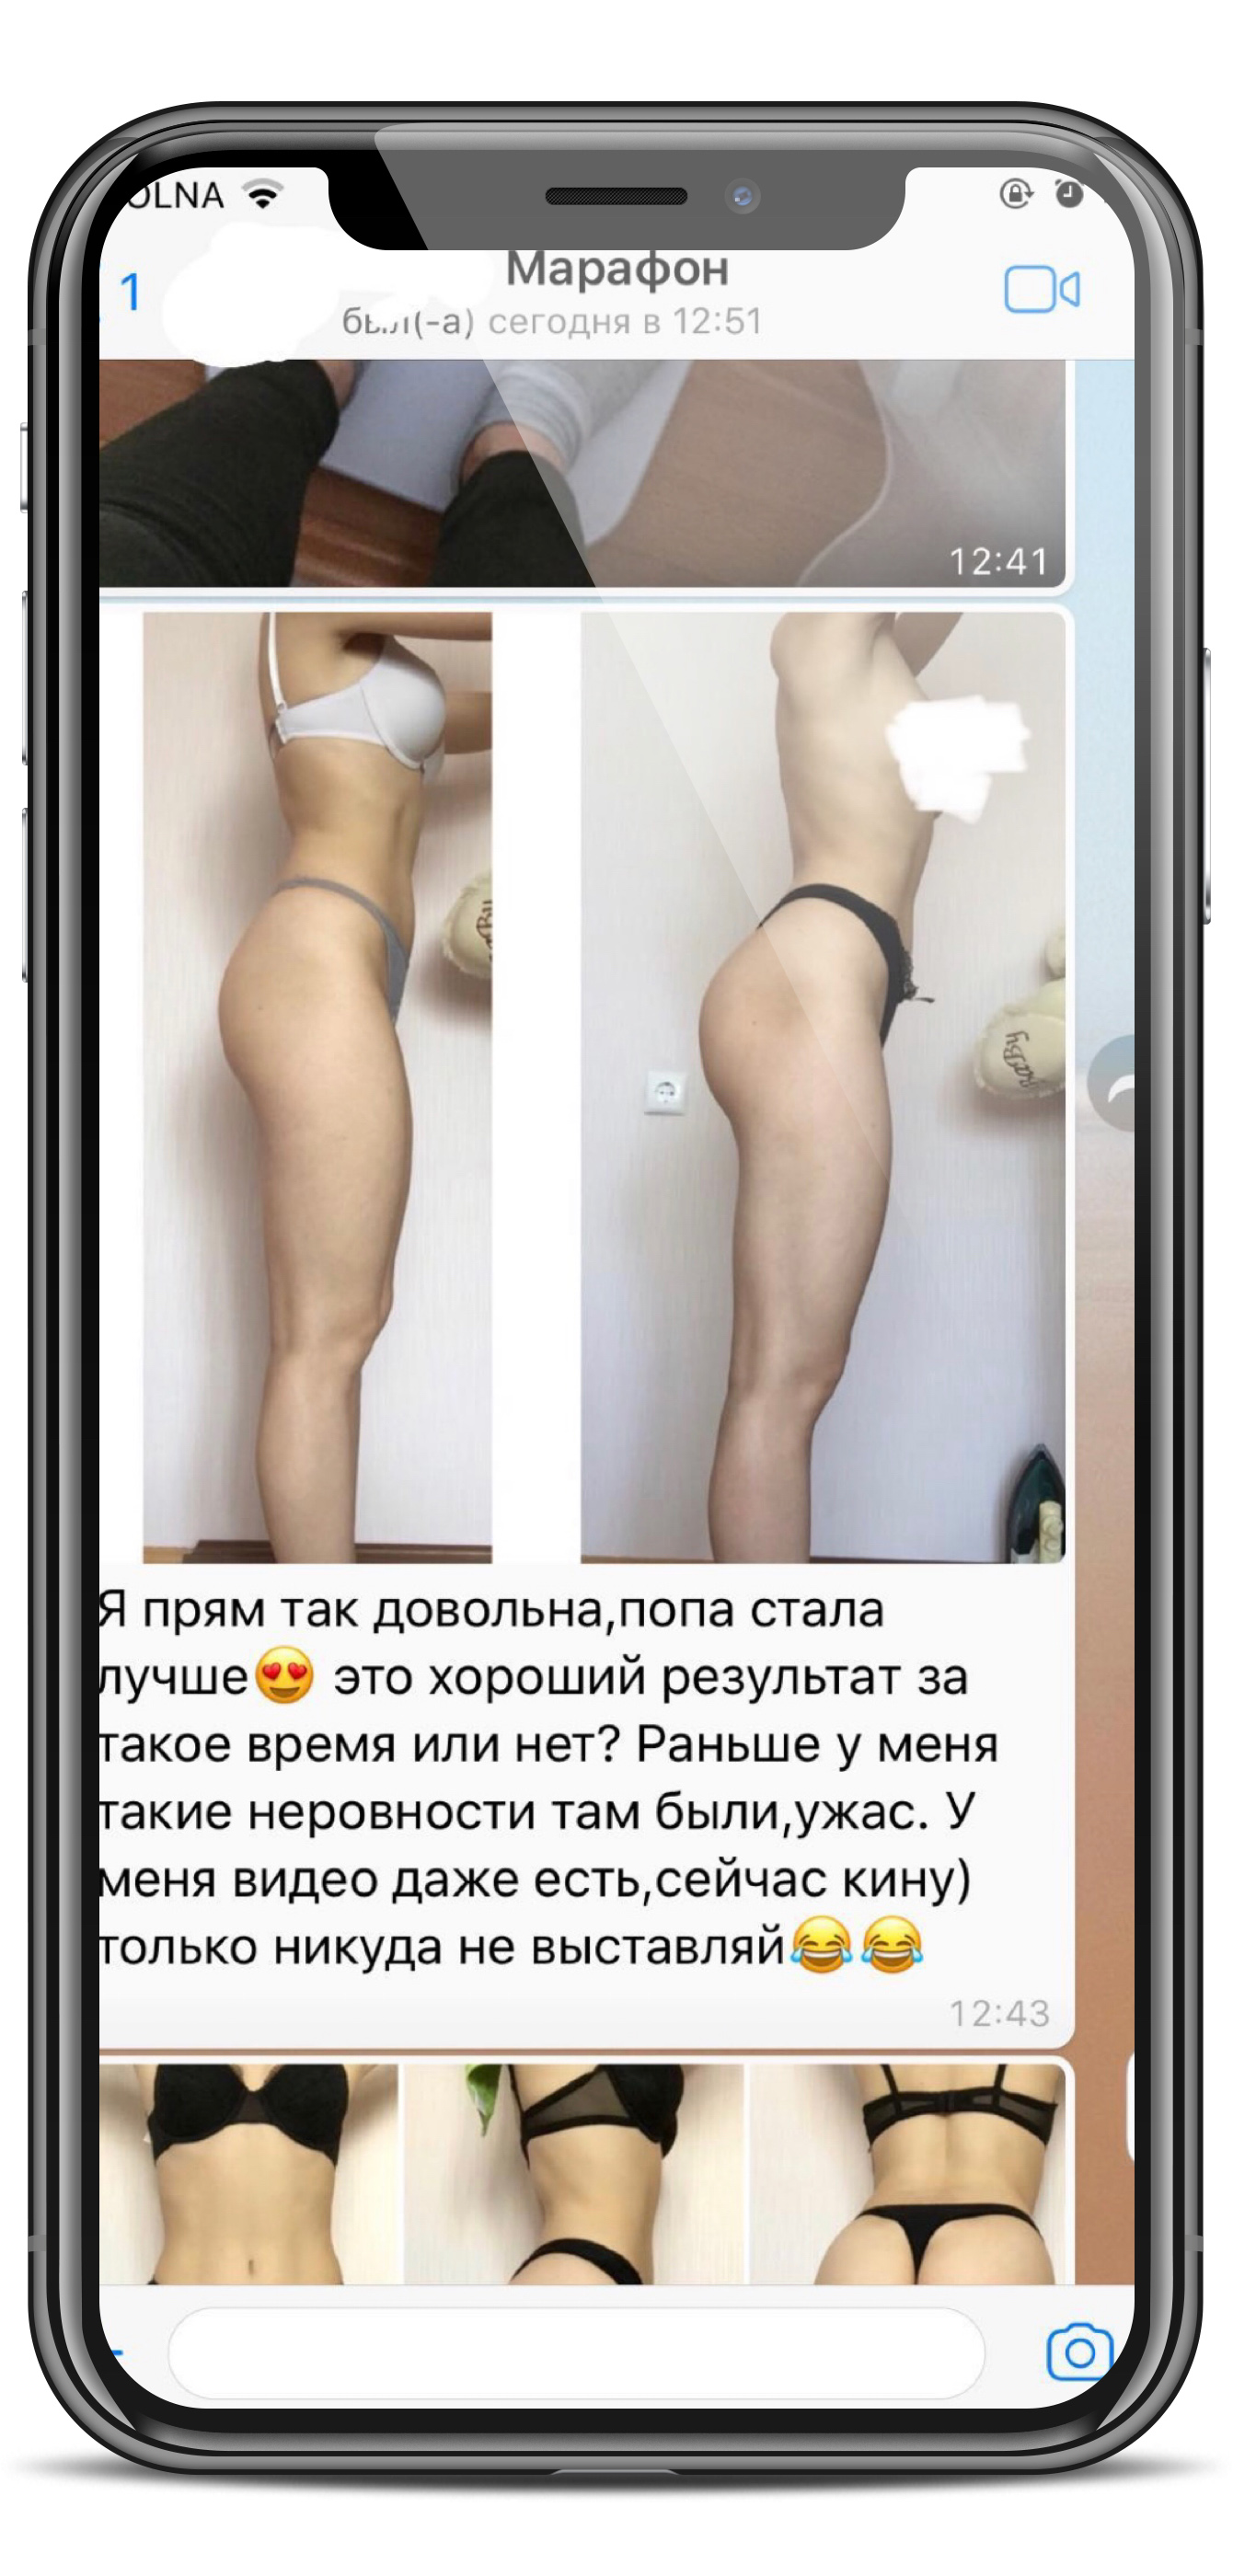 OLNA
1
Марафон
был(-а) сегодня в 12:51
12:41
Я прям так довольна,попа стала
лучше😍 это хороший результат за
такое время или нет? Раньше у меня
такие неровности там были,ужас. У
меня видео даже есть,сейчас кину)
только никуда не выставляй😂😂
12:43